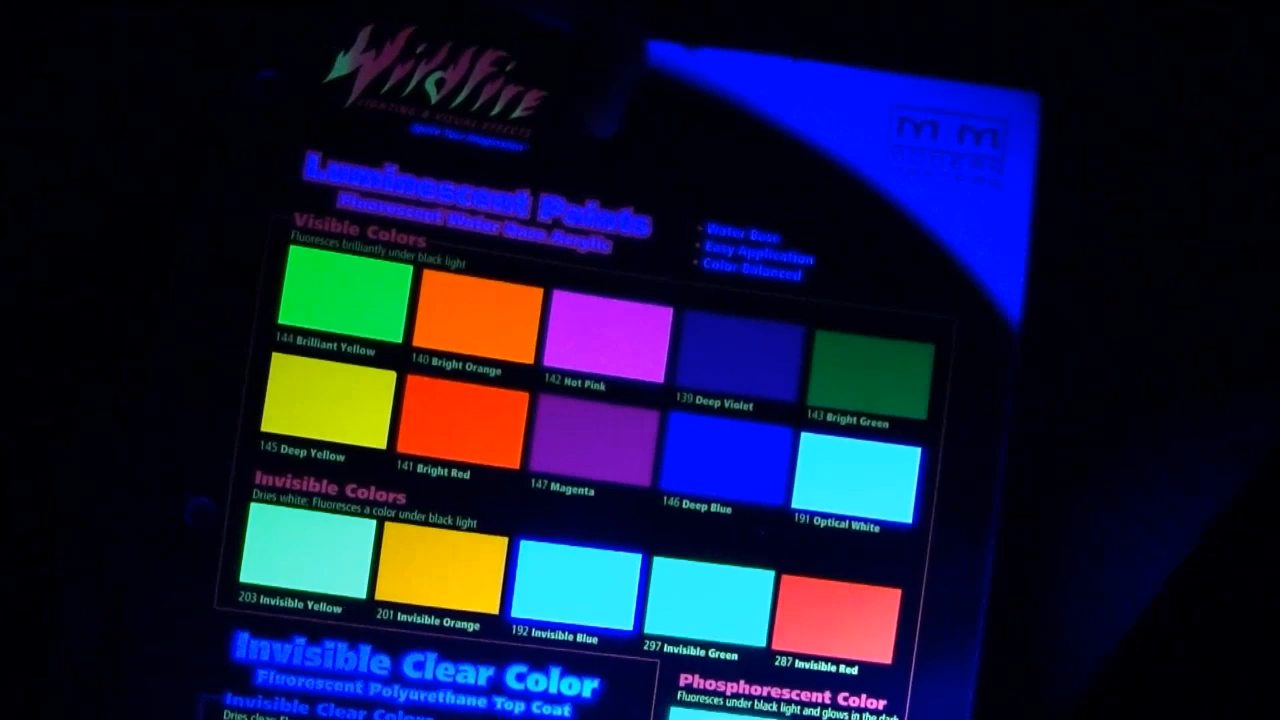 WildFire
LIGHTING & VISUAL EFFECTS
Luminescent Paints
Fluorescent Water Base Acrylic
• Water Base
• Easy Application
• Color Balanced
Visible Colors
Fluoresces brilliantly under black light
144 Brilliant Yellow
140 Bright Orange
142 Hot Pink
139 Deep Violet
143 Bright Green
145 Deep Yellow
141 Bright Red
147 Magenta
146 Deep Blue
191 Optical White
Invisible Colors
Dries white: Fluoresces a color under black light
203 Invisible Yellow
201 Invisible Orange
192 Invisible Blue
297 Invisible Green
287 Invisible Red
Invisible Clear Color
Fluorescent Polyurethane Top Coat
Invisible Clear Colors
Phosphorescent Color
Fluoresces under black light and glows in the dark